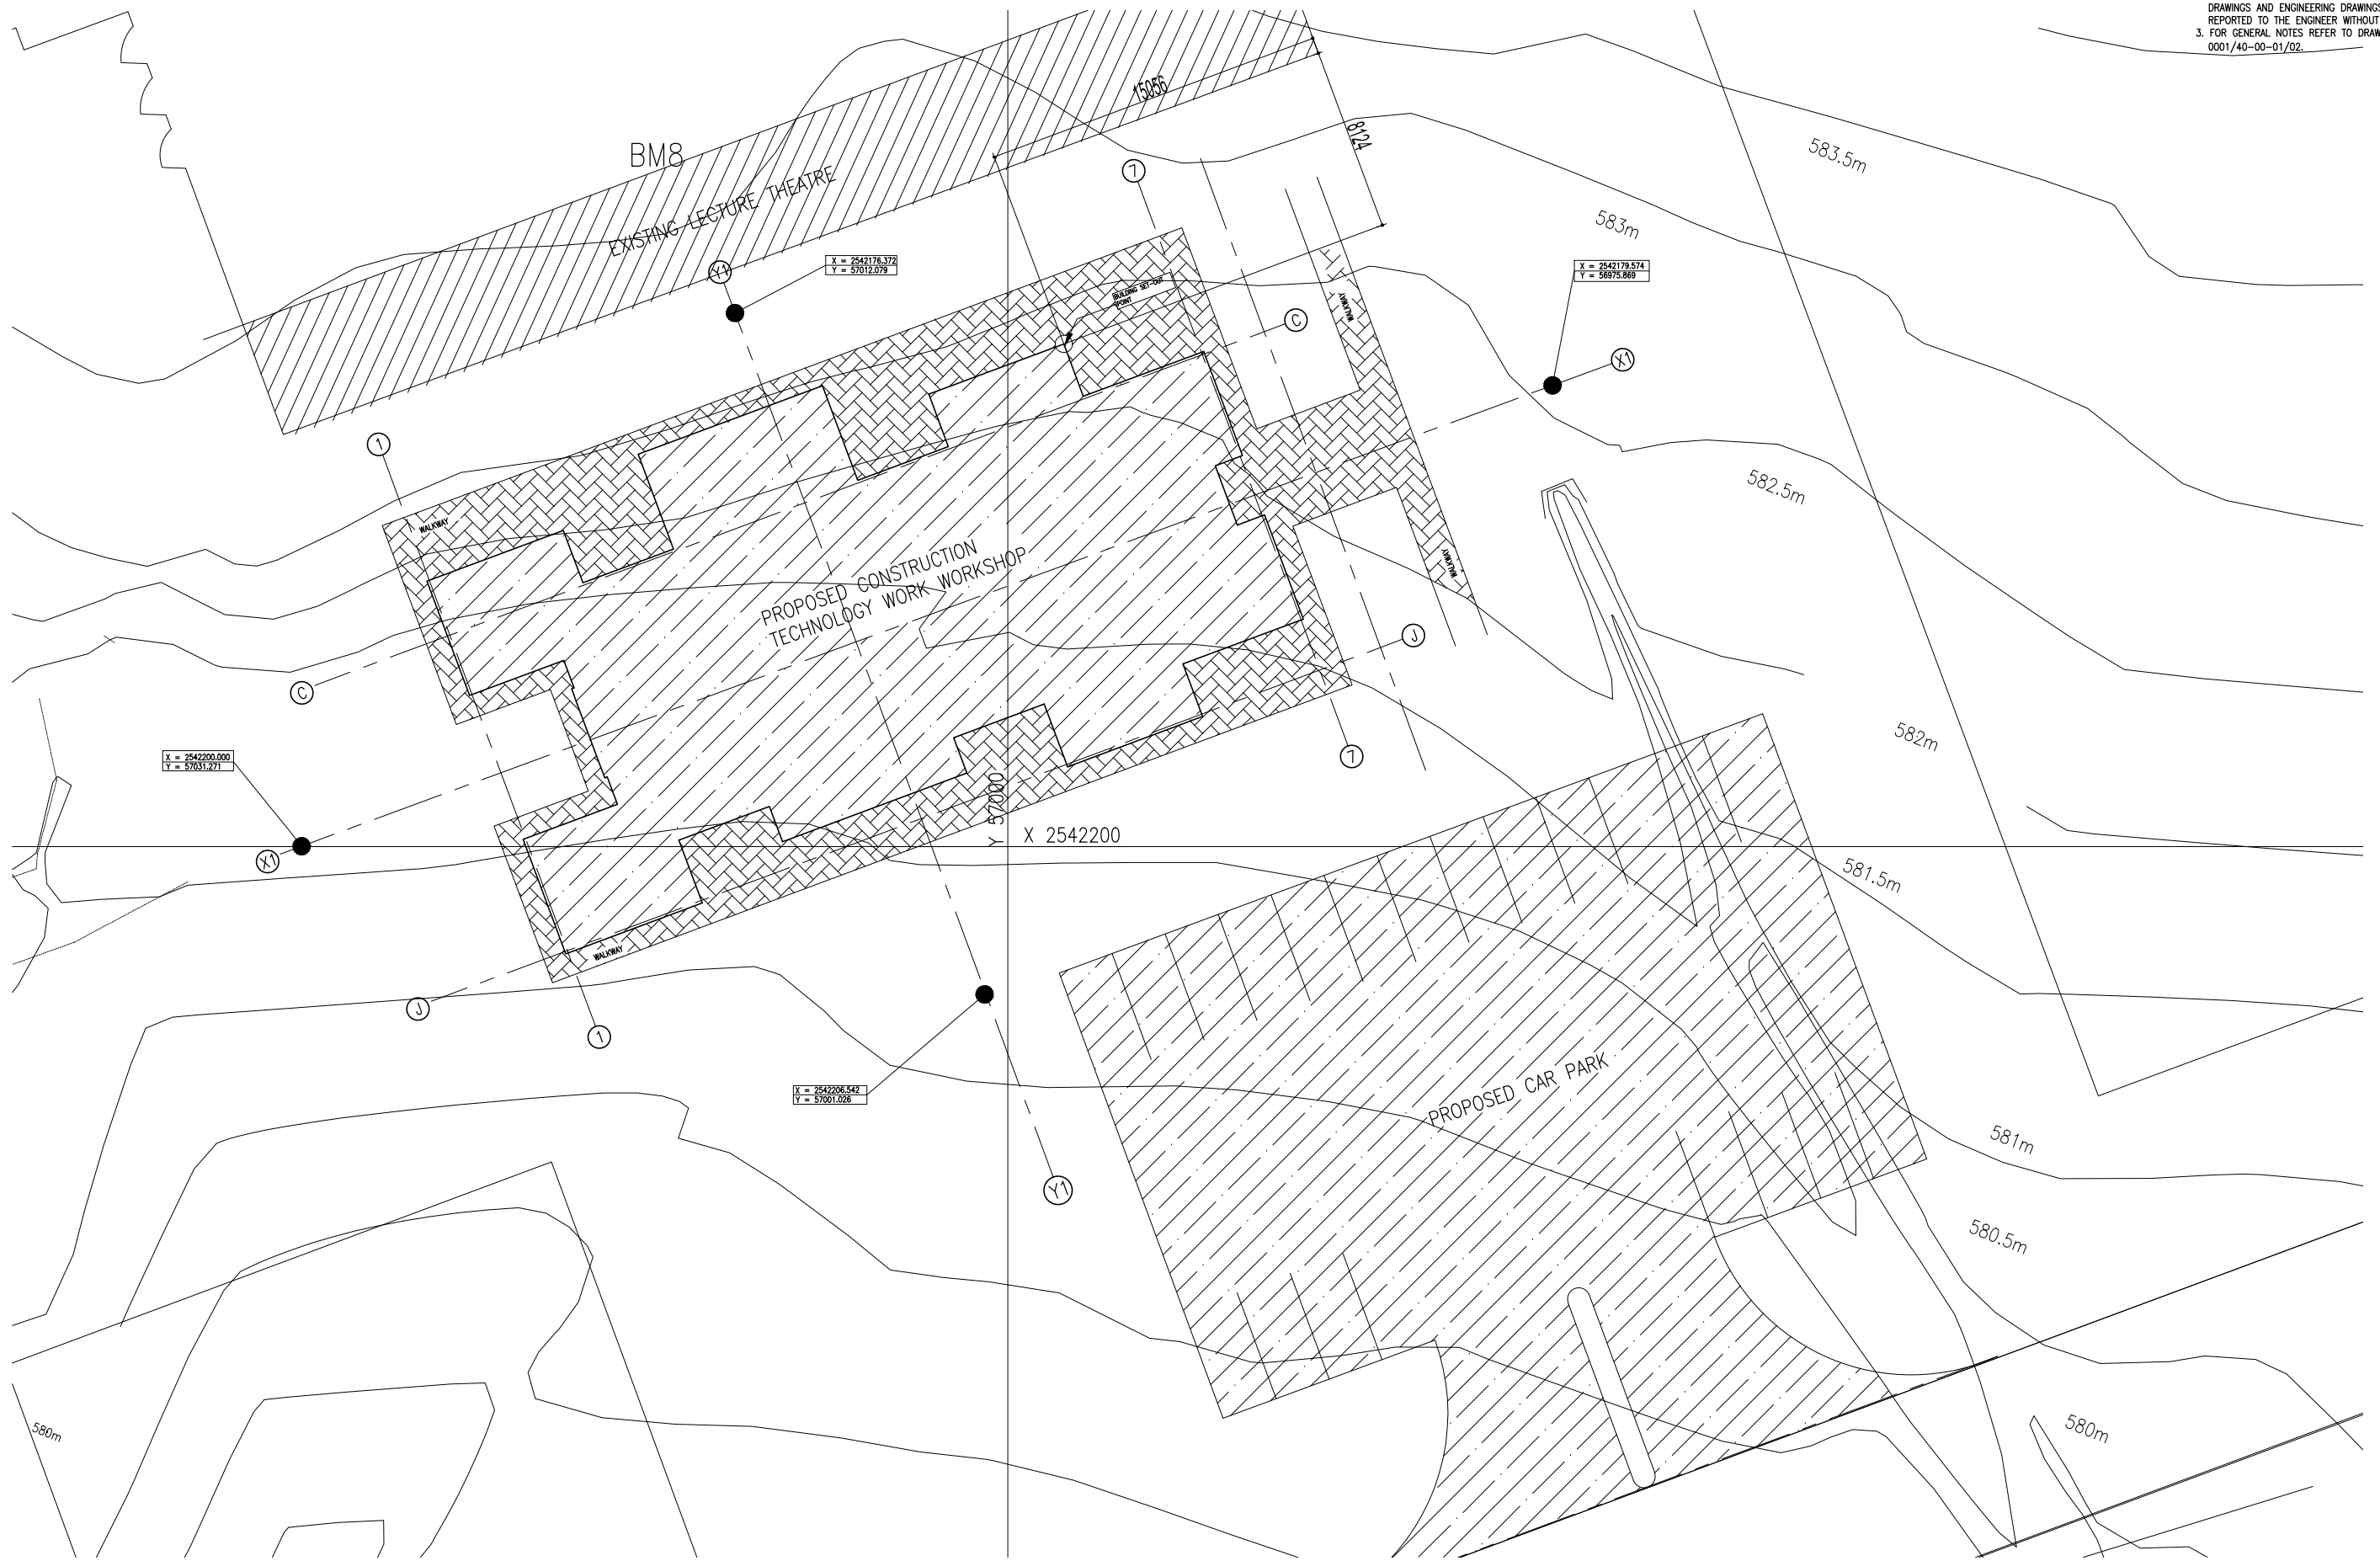 DRAWINGS AND ENGINEERING DRAWINGS
REPORTED TO THE ENGINEER WITHOUT
3. FOR GENERAL NOTES REFER TO DRAW
0001/40-00-01/02.
15056
8124
BM8
EXISTING LECTURE THEATRE
583.5m
7
583m
Y1
X = 2542176.372
Y = 57012.079
X = 2542179.574
Y = 56975.869
BUILDING SET-OUT
POINT
WALKWAY
C
X1
1
582.5m
WALKWAY
PROPOSED CONSTRUCTION
TECHNOLOGY WORK WORKSHOP
WALKWAY
J
C
582m
X = 2542200.000
Y = 57031.271
7
Y 57000
X 2542200
X1
581.5m
WALKWAY
J
1
X = 2542206.542
Y = 57001.026
PROPOSED CAR PARK
581m
Y1
580.5m
580m
580m